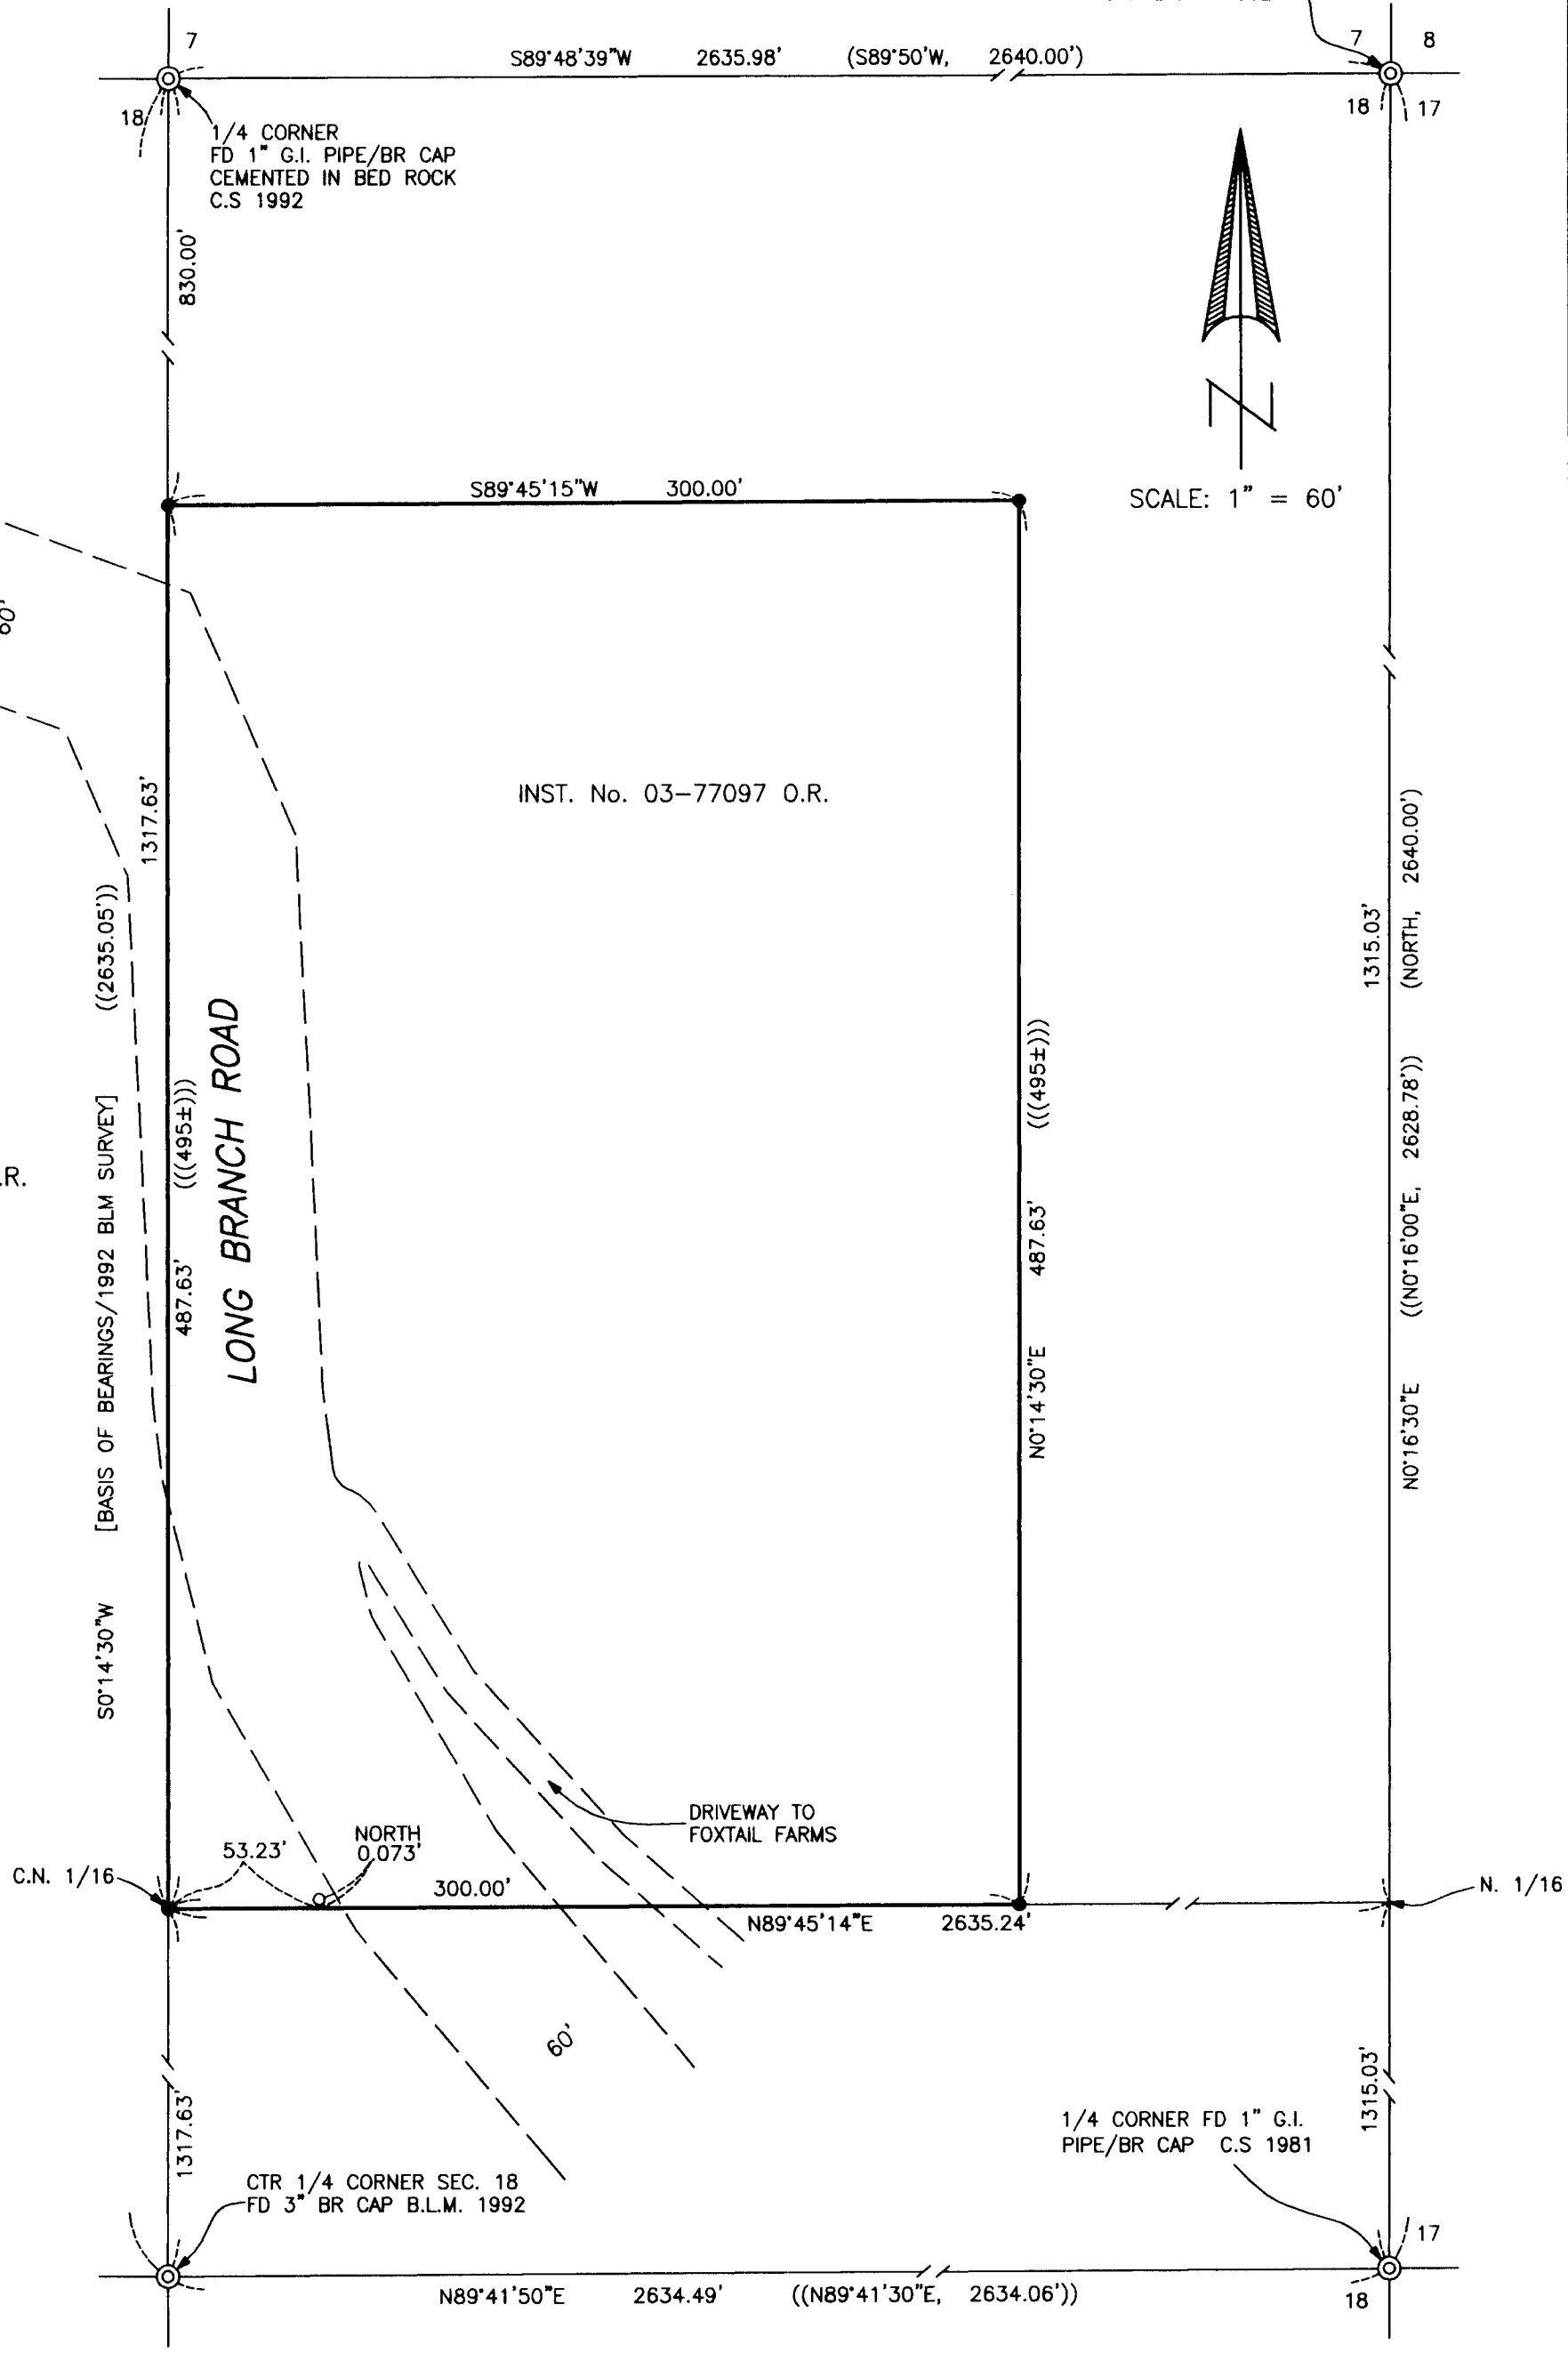 7
S89°48'39"W 2635.98' (S89°50'W, 2640.00')
7 8
18
18 17
1/4 CORNER
FD 1" G.I. PIPE/BR CAP
CEMENTED IN BED ROCK
C.S 1992
830.00'
N
SCALE: 1" = 60'
S89°45'15"W 300.00'
60'
INST. No. 03-77097 O.R.
1317.63'
((2635.05'))
[BASIS OF BEARINGS/1992 BLM SURVEY]
S0°14'30"W
(((495±)))
487.63'
LONG BRANCH ROAD
.R.
(((495±)))
487.63'
N0°14'30"E
1315.03'
(NORTH, 2640.00')
((N0°16'00"E, 2628.78'))
N0°16'30"E
DRIVEWAY TO
FOXTAIL FARMS
NORTH
0.073'
53.23'
C.N. 1/16
300.00'
N. 1/16
N89°45'14"E 2635.24'
60'
1317.63'
1315.03'
1/4 CORNER FD 1" G.I.
PIPE/BR CAP C.S 1981
CTR 1/4 CORNER SEC. 18
FD 3" BR CAP B.L.M. 1992
17
N89°41'50"E 2634.49' ((N89°41'30"E, 2634.06'))
18